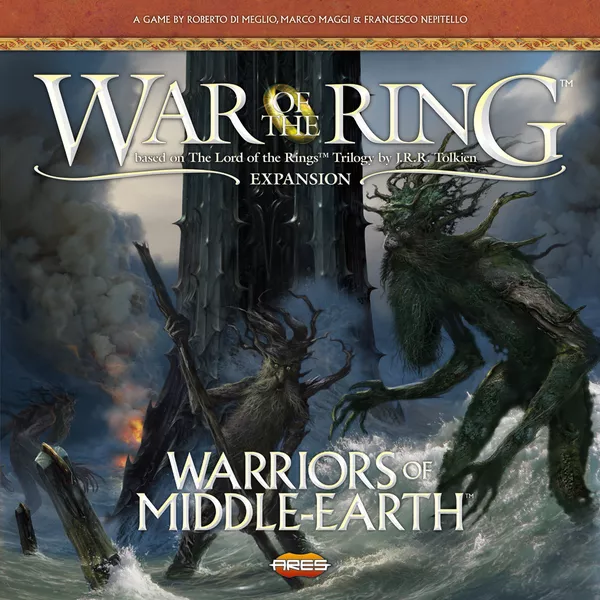 A GAME BY ROBERTO DI MEGLIO, MARCO MAGGI & FRANCESCO NEPITELLO
WAR OF THE RING™
based on The Lord of the Rings™ Trilogy by J.R.R. Tolkien
EXPANSION
WARRIORS OF
MIDDLE-EARTH™
ARES